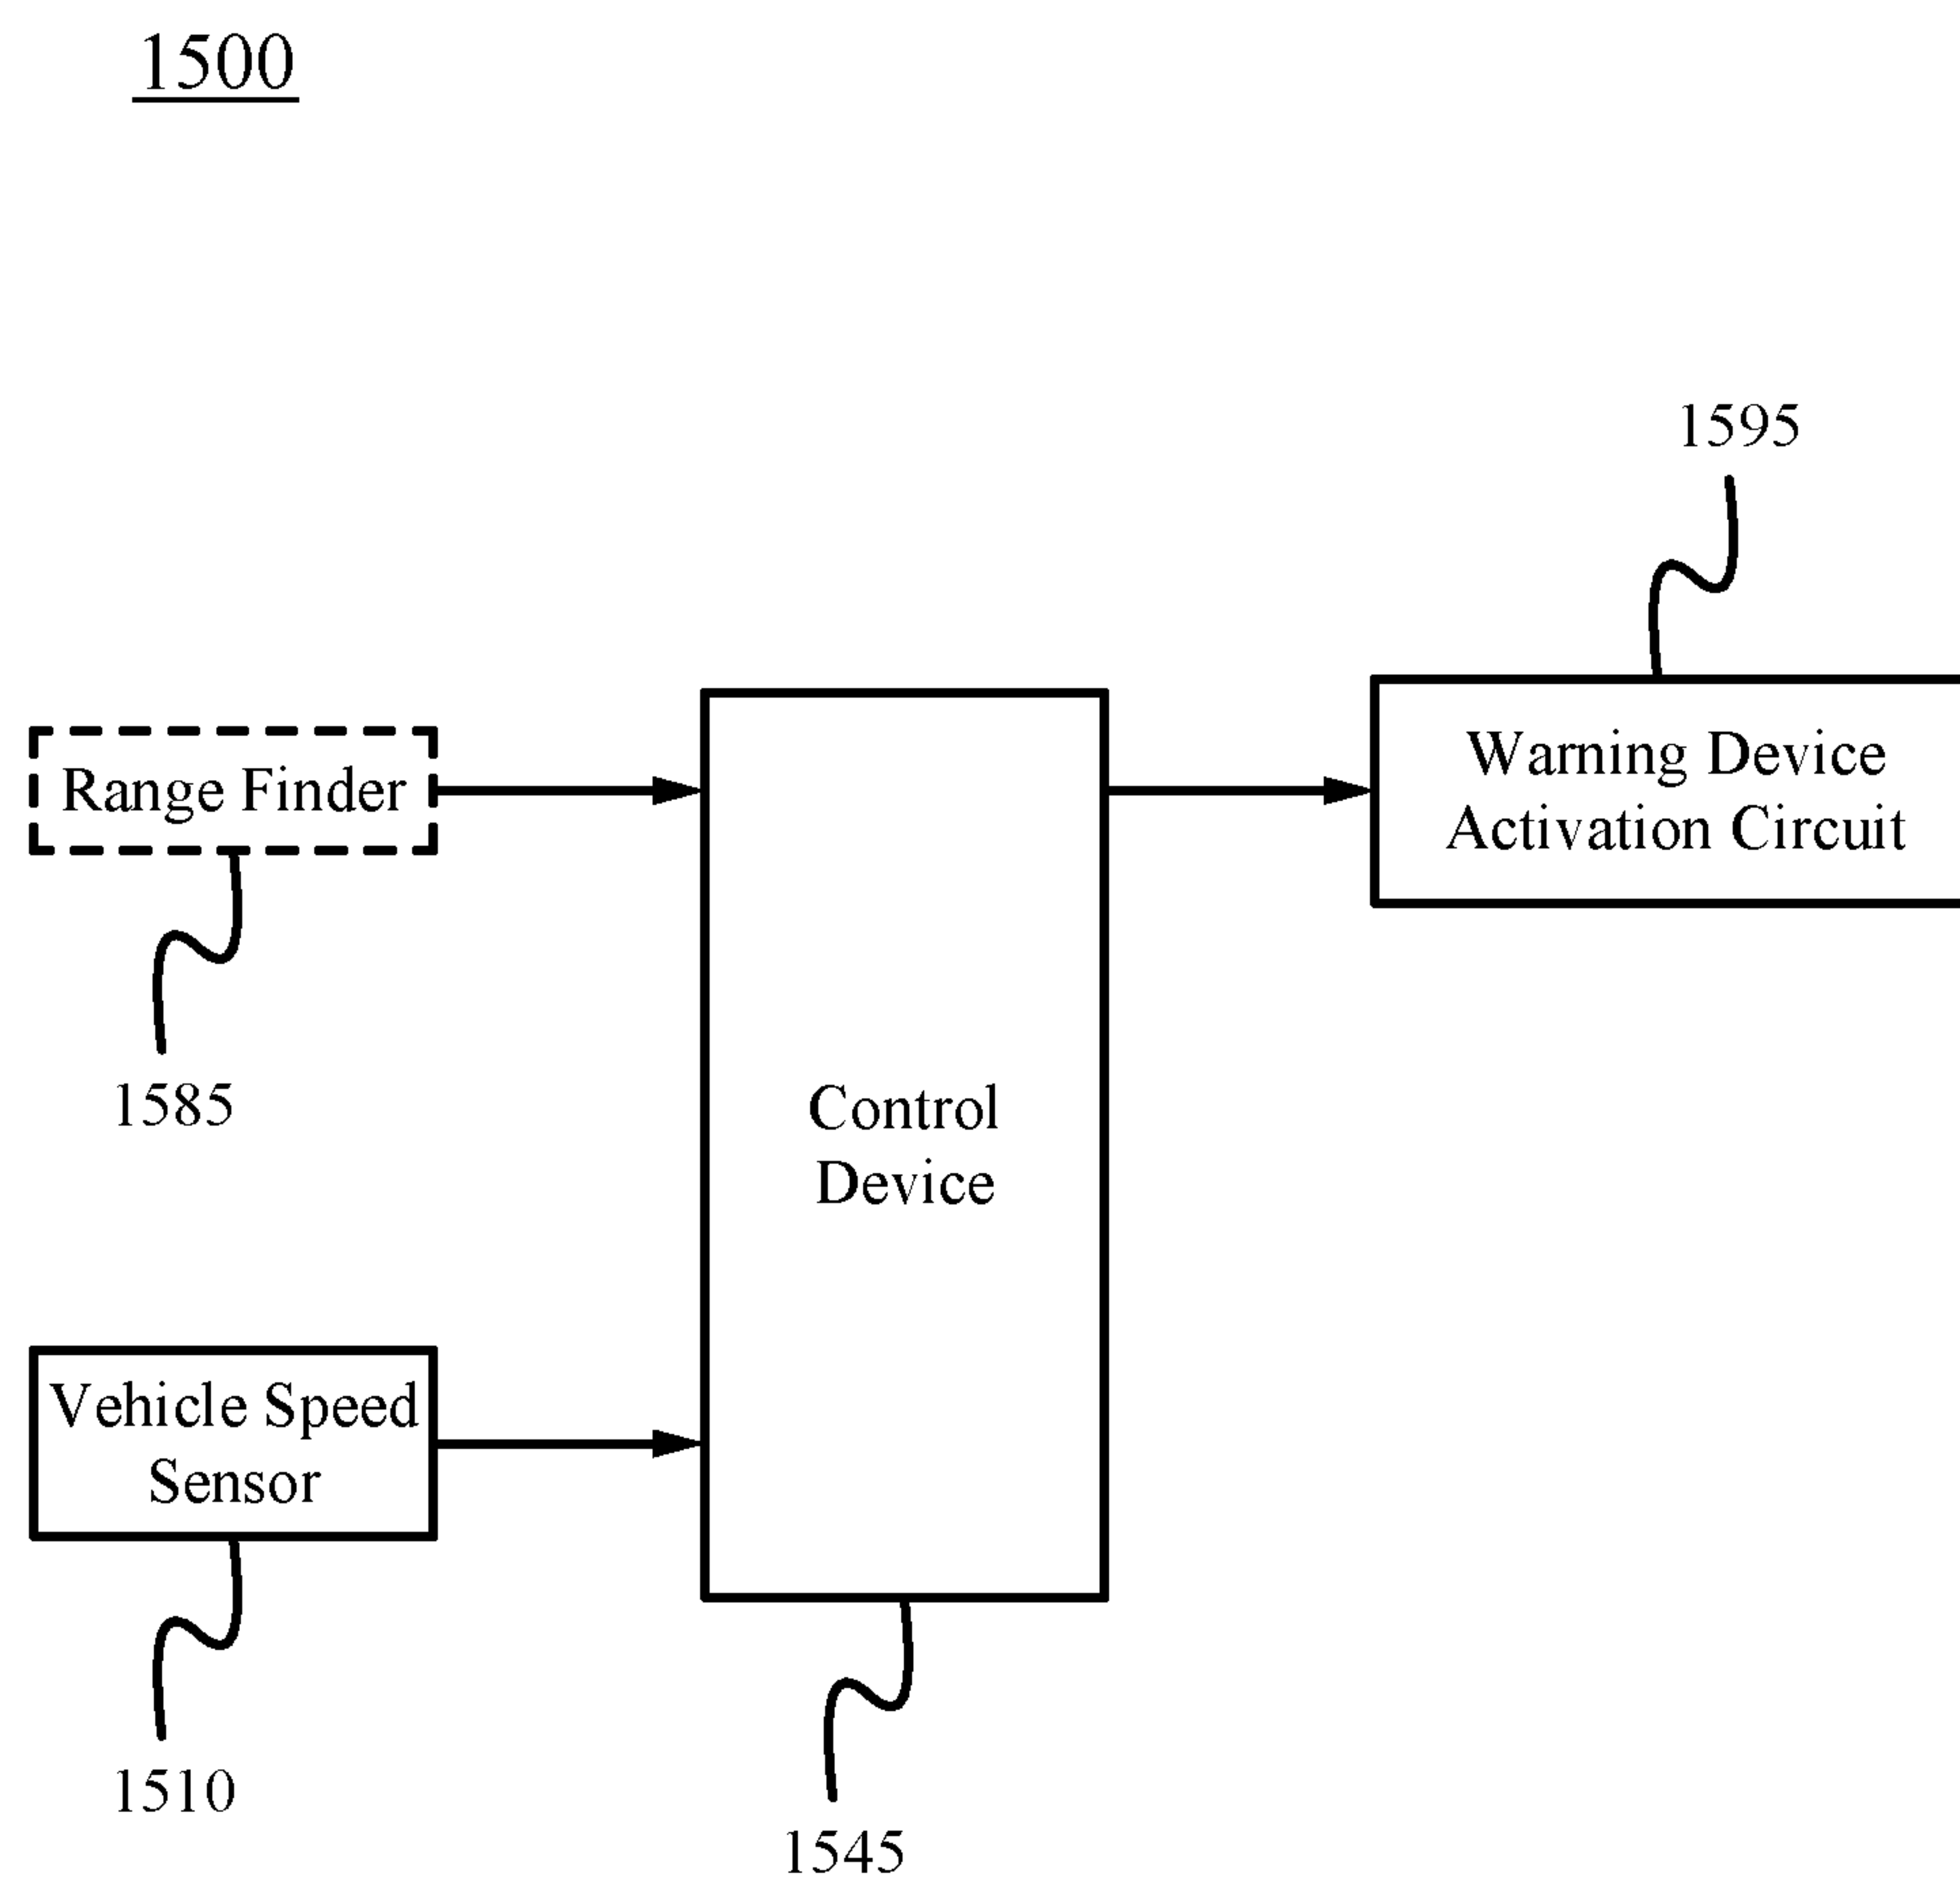 1500
1595
Warning Device
Activation Circuit
Range Finder
1585
Control
Device
Vehicle Speed
Sensor
1510
1545